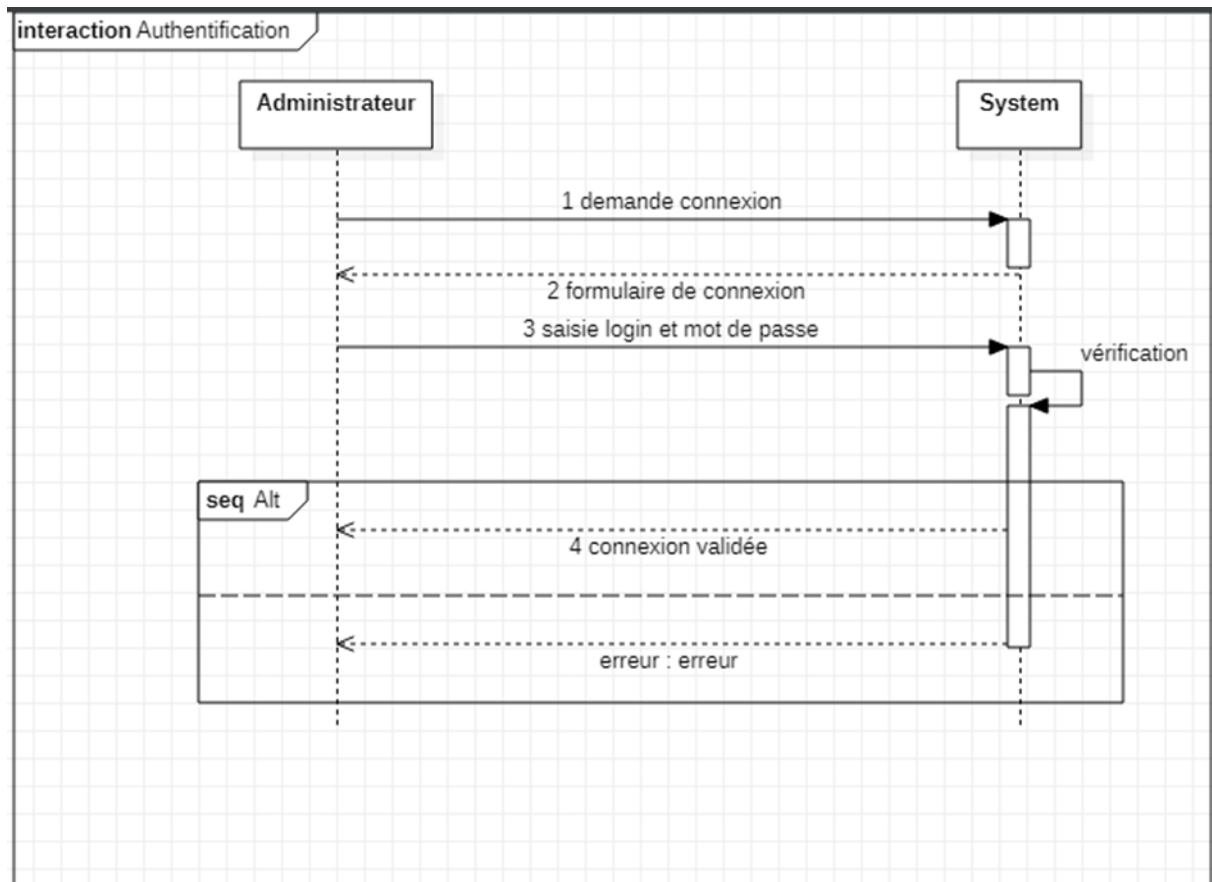 interaction Authentification
Administrateur
System
1 demande connexion
2 formulaire de connexion
3 saisie login et mot de passe
vérification
seq Alt
4 connexion validée
erreur : erreur